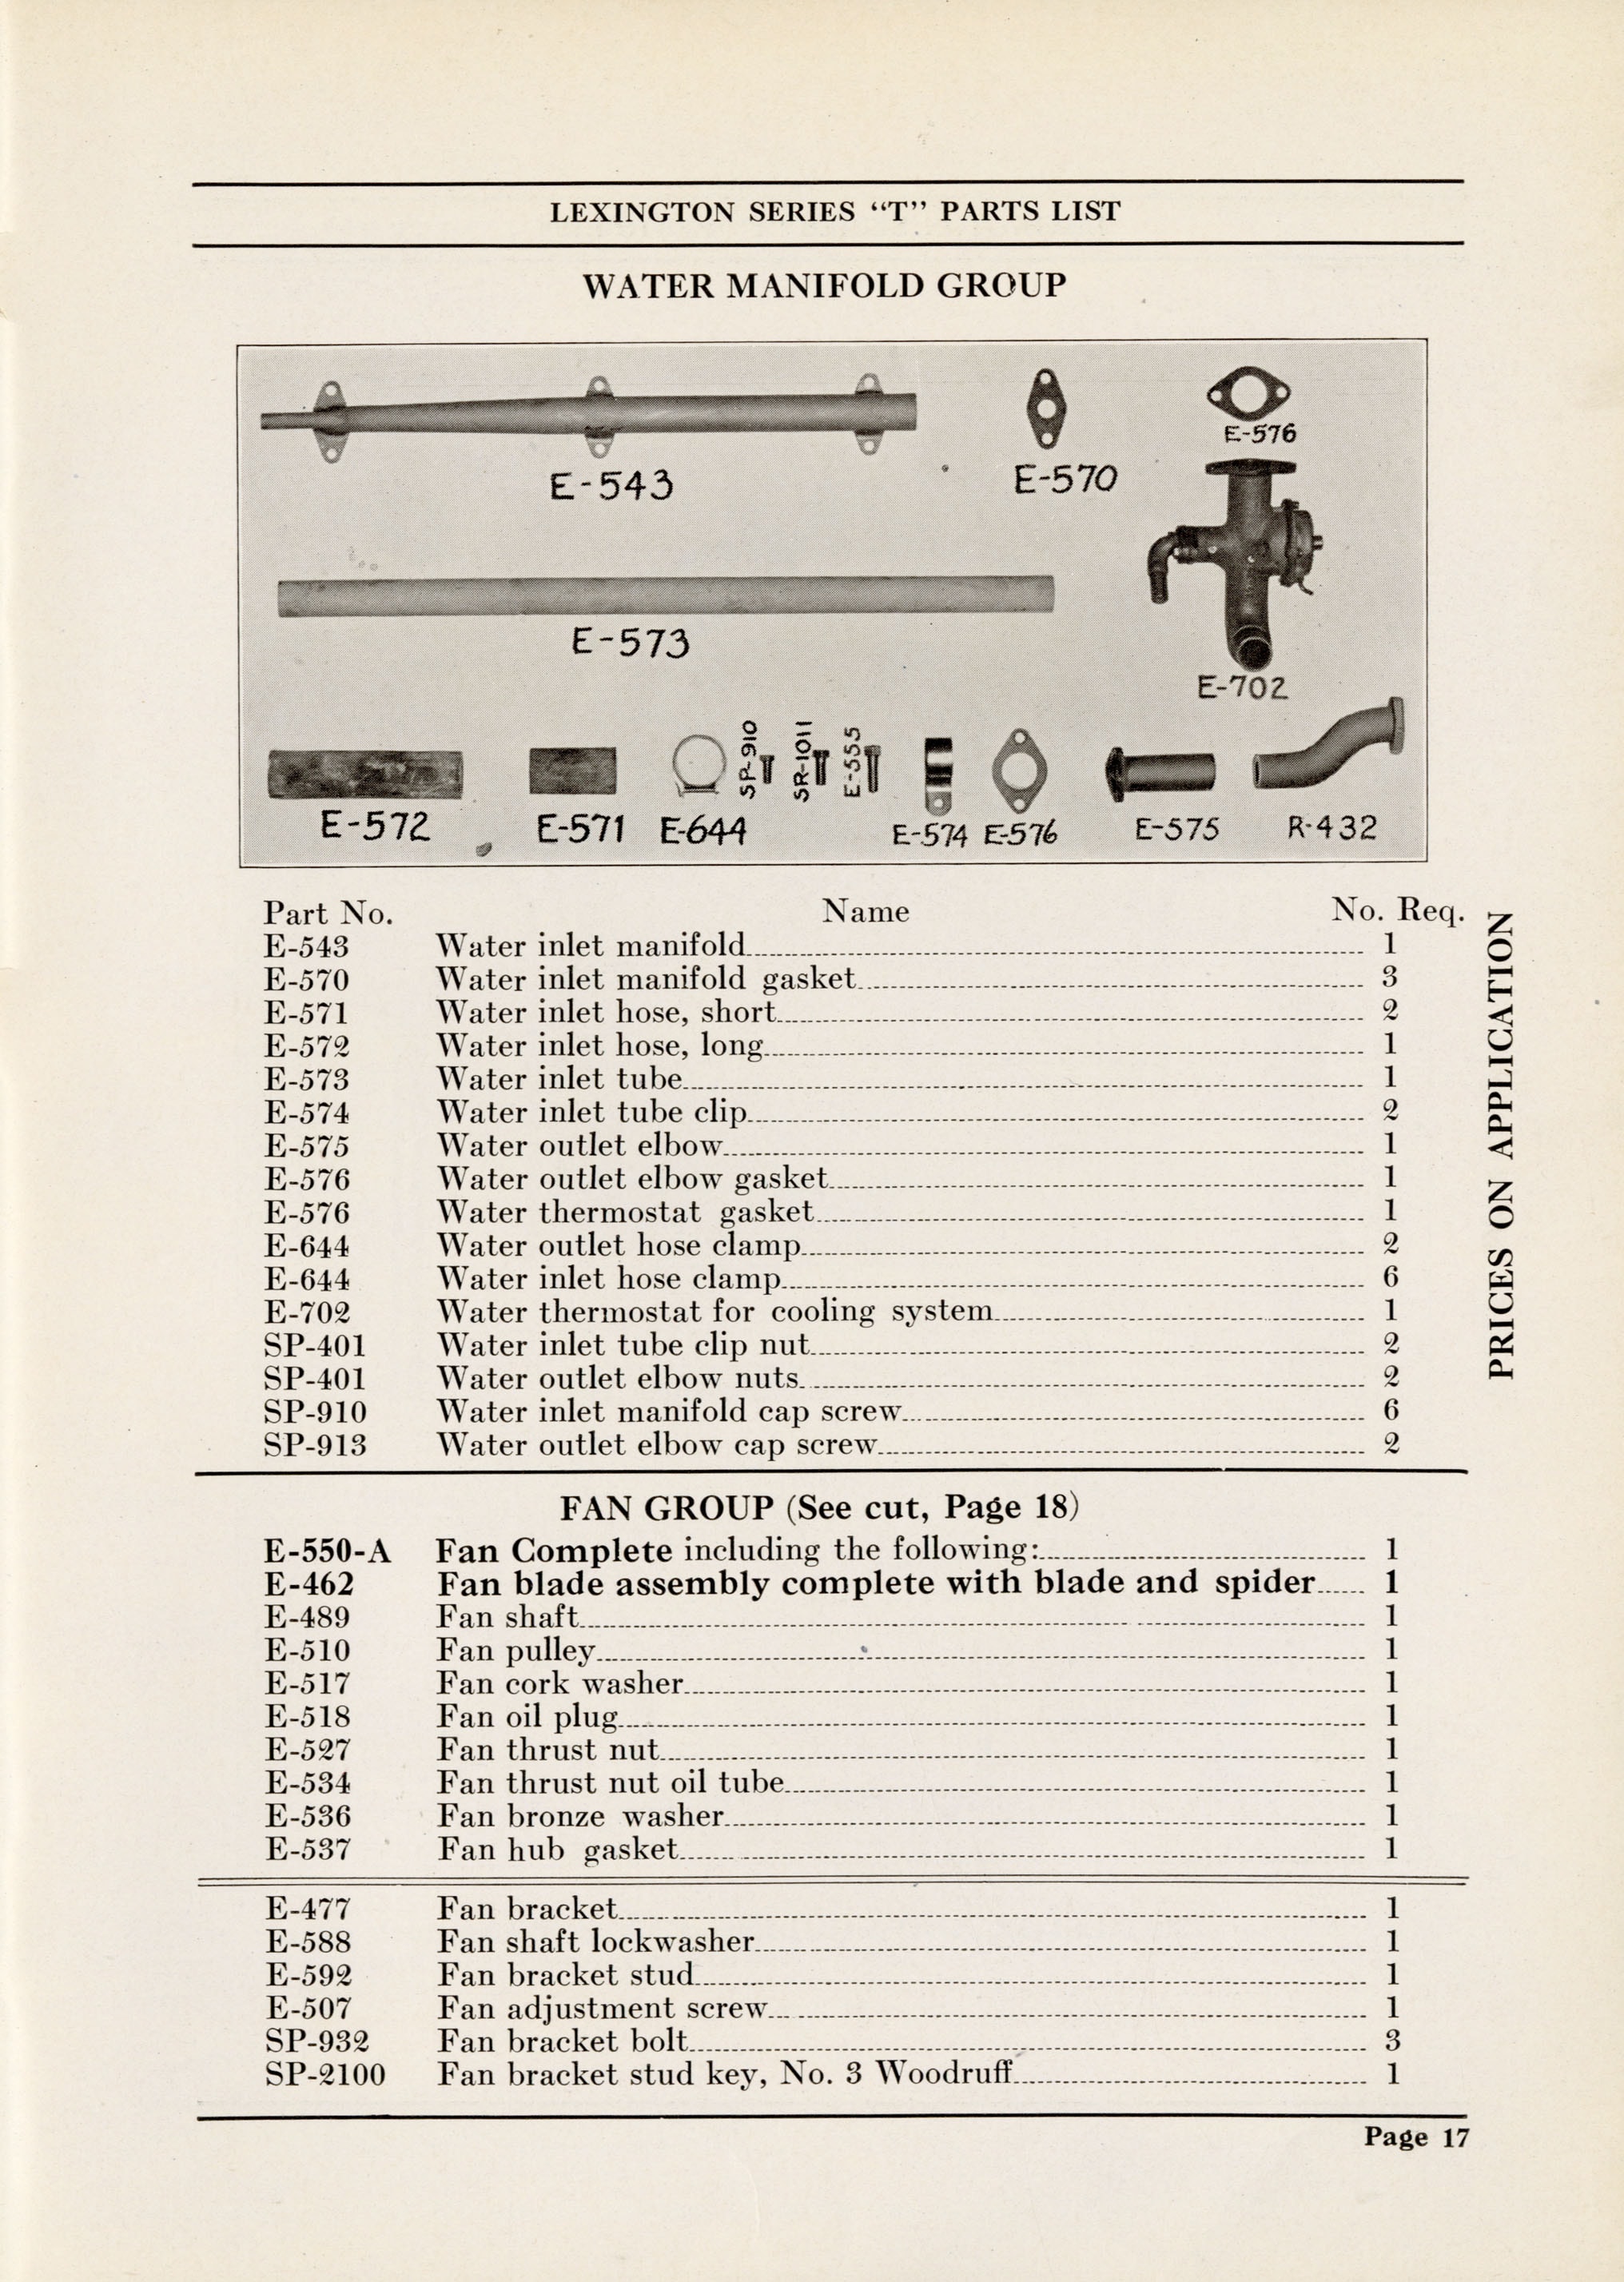 LEXINGTON SERIES “T” PARTS LIST
WATER MANIFOLD GROUP
E-543
E-570
E-576
E-573
E-702
E-572
E-571
E-644
SP-910
SR-1011
E-555
E-574
E-576
E-575
R-432
Part No. Name No. Req.
E-543 Water inlet manifold 1
E-570 Water inlet manifold gasket 3
E-571 Water inlet hose, short 2
E-572 Water inlet hose, long 1
E-573 Water inlet tube 1
E-574 Water inlet tube clip 2
E-575 Water outlet elbow 1
E-576 Water outlet elbow gasket 1
E-576 Water thermostat gasket 1
E-644 Water outlet hose clamp 2
E-644 Water inlet hose clamp 6
E-702 Water thermostat for cooling system 1
SP-401 Water inlet tube clip nut 2
SP-401 Water outlet elbow nuts 2
SP-910 Water inlet manifold cap screw 6
SP-913 Water outlet elbow cap screw 2
PRICES ON APPLICATION
FAN GROUP (See cut, Page 18)
E-550-A Fan Complete including the following: 1
E-462 Fan blade assembly complete with blade and spider 1
E-489 Fan shaft 1
E-510 Fan pulley 1
E-517 Fan cork washer 1
E-518 Fan oil plug 1
E-527 Fan thrust nut 1
E-534 Fan thrust nut oil tube 1
E-536 Fan bronze washer 1
E-537 Fan hub gasket 1
E-477 Fan bracket 1
E-588 Fan shaft lockwasher 1
E-592 Fan bracket stud 1
E-507 Fan adjustment screw 1
SP-932 Fan bracket bolt 3
SP-2100 Fan bracket stud key, No. 3 Woodruff 1
Page 17